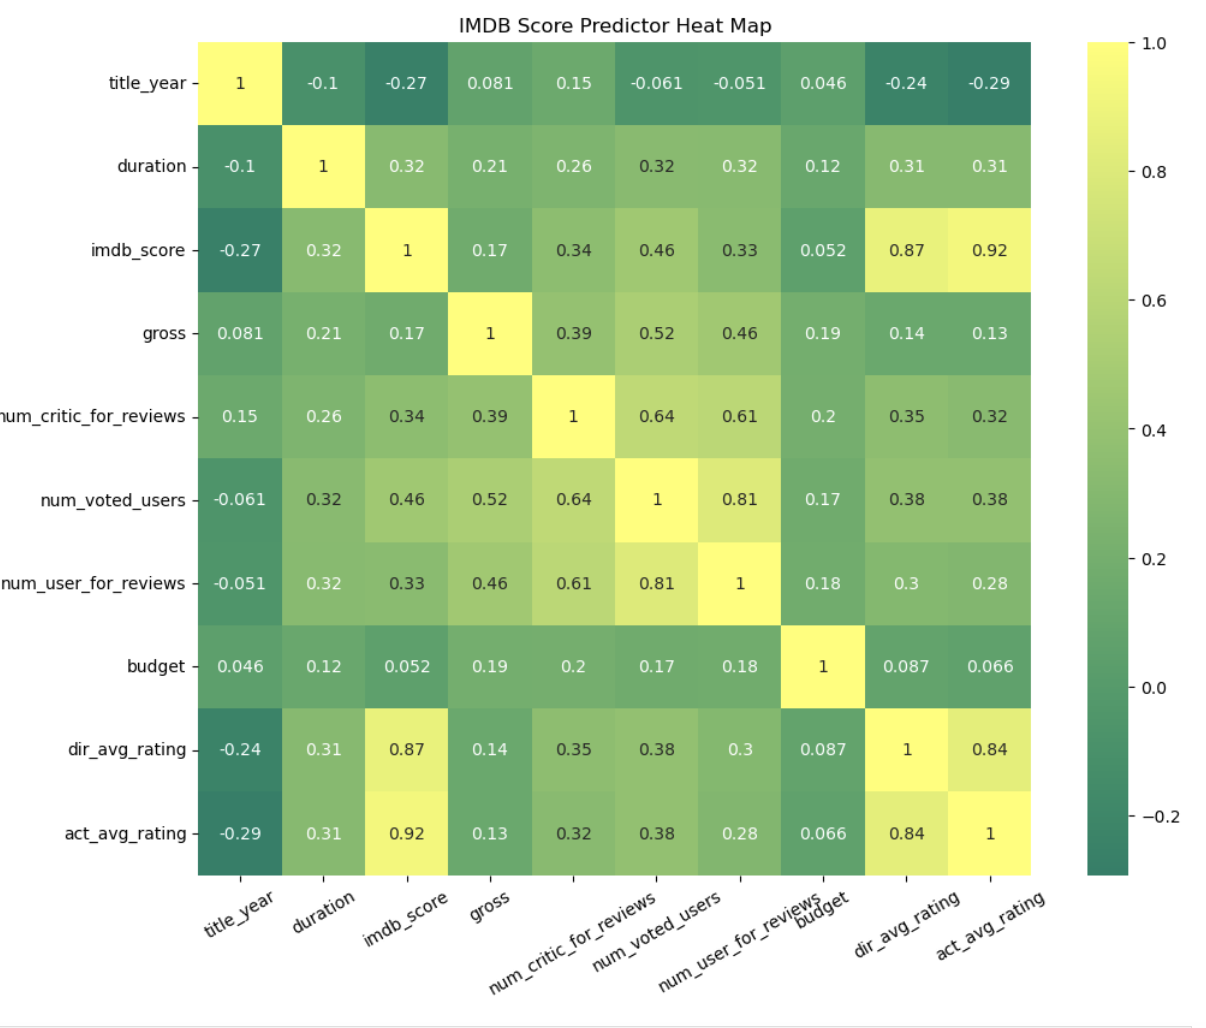 IMDB Score Predictor Heat Map
title_year 1 -0.1 -0.27 0.081 0.15 -0.061 -0.051 0.046 -0.24 -0.29
duration -0.1 1 0.32 0.21 0.26 0.32 0.32 0.12 0.31 0.31
imdb_score -0.27 0.32 1 0.17 0.34 0.46 0.33 0.052 0.87 0.92
gross 0.081 0.21 0.17 1 0.39 0.52 0.46 0.19 0.14 0.13
num_critic_for_reviews 0.15 0.26 0.34 0.39 1 0.64 0.61 0.2 0.35 0.32
num_voted_users -0.061 0.32 0.46 0.52 0.64 1 0.81 0.17 0.38 0.38
num_user_for_reviews -0.051 0.32 0.33 0.46 0.61 0.81 1 0.18 0.3 0.28
budget 0.046 0.12 0.052 0.19 0.2 0.17 0.18 1 0.087 0.066
dir_avg_rating -0.24 0.31 0.87 0.14 0.35 0.38 0.3 0.087 1 0.84
act_avg_rating -0.29 0.31 0.92 0.13 0.32 0.38 0.28 0.066 0.84 1
title_year duration imdb_score gross num_critic_for_reviews num_voted_users num_user_for_reviews budget dir_avg_rating act_avg_rating
1.0
0.8
0.6
0.4
0.2
0.0
−0.2